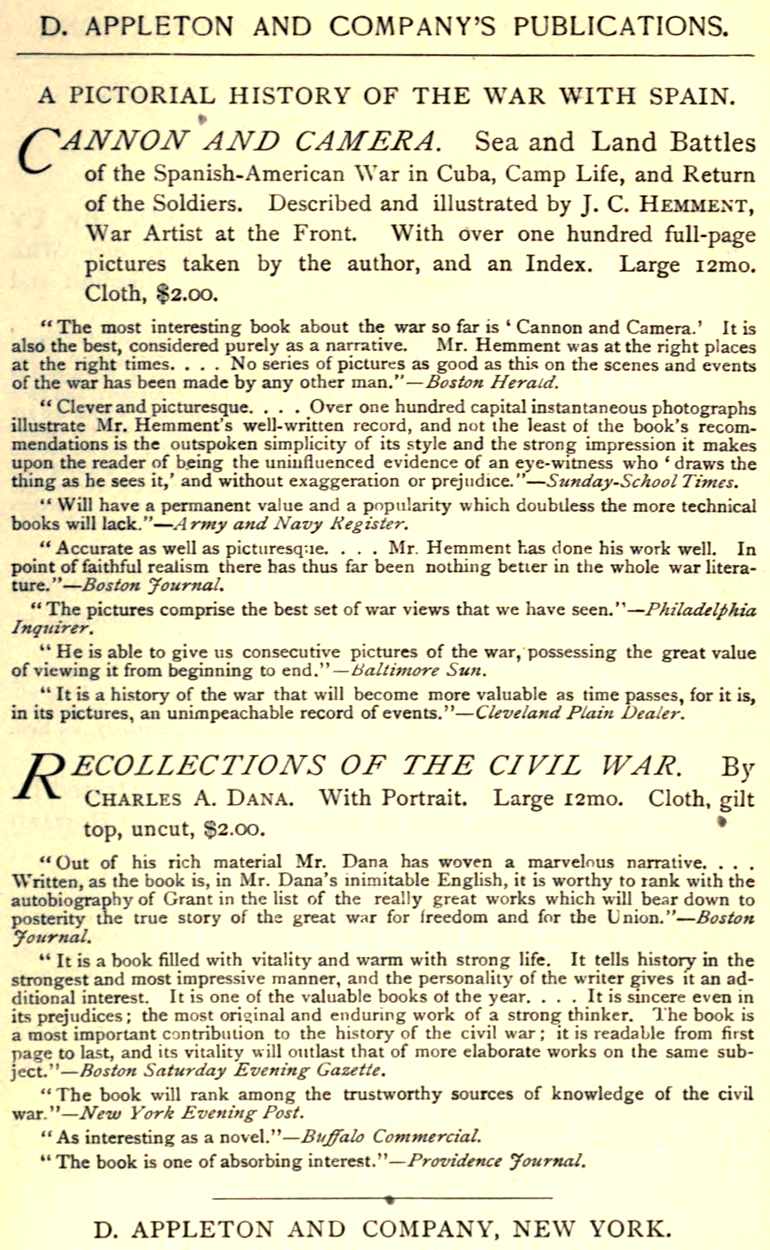 D. APPLETON AND COMPANY'S PUBLICATIONS.
A PICTORIAL HISTORY OF THE WAR WITH SPAIN.
CANNON AND CAMERA. Sea and Land Battles
of the Spanish-American War in Cuba, Camp Life, and Return
of the Soldiers. Described and illustrated by J. C. HEMMENT,
War Artist at the Front. With over one hundred full-page
pictures taken by the author, and an Index. Large 12mo.
Cloth, $2.00.
"The most interesting book about the war so far is 'Cannon and Camera.' It is
also the best, considered purely as a narrative. Mr. Hemment was at the right places
at the right times. . . . No series of pictures as good as this on the scenes and events
of the war has been made by any other man."—Boston Herald.
"Clever and picturesque. . . . Over one hundred capital instantaneous photographs
illustrate Mr. Hemment's well-written record, and not the least of the book's recom-
mendations is the outspoken simplicity of its style and the strong impression it makes
upon the reader of being the uninfluenced evidence of an eye-witness who 'draws the
thing as he sees it,' and without exaggeration or prejudice."—Sunday-School Times.
"Will have a permanent value and a popularity which doubtless the more technical
books will lack."—Army and Navy Register.
"Accurate as well as picturesque. . . . Mr. Hemment has done his work well. In
point of faithful realism there has thus far been nothing better in the whole war litera-
ture."—Boston Journal.
"The pictures comprise the best set of war views that we have seen."—Philadelphia
Inquirer.
"He is able to give us consecutive pictures of the war, possessing the great value
of viewing it from beginning to end."—Baltimore Sun.
"It is a history of the war that will become more valuable as time passes, for it is,
in its pictures, an unimpeachable record of events."—Cleveland Plain Dealer.
RECOLLECTIONS OF THE CIVIL WAR. By
CHARLES A. DANA. With Portrait. Large 12mo. Cloth, gilt
top, uncut, $2.00.
"Out of his rich material Mr. Dana has woven a marvelous narrative. . . .
Written, as the book is, in Mr. Dana's inimitable English, it is worthy to rank with the
autobiography of Grant in the list of the really great works which will bear down to
posterity the true story of the great war for freedom and for the Union."—Boston
Journal.
"It is a book filled with vitality and warm with strong life. It tells history in the
strongest and most impressive manner, and the personality of the writer gives it an ad-
ditional interest. It is one of the valuable books of the year. . . . It is sincere even in
its prejudices; the most original and enduring work of a strong thinker. The book is
a most important contribution to the history of the civil war; it is readable from first
page to last, and its vitality will outlast that of more elaborate works on the same sub-
ject."—Boston Saturday Evening Gazette.
"The book will rank among the trustworthy sources of knowledge of the civil
war."—New York Evening Post.
"As interesting as a novel."—Buffalo Commercial.
"The book is one of absorbing interest."—Providence Journal.
D. APPLETON AND COMPANY, NEW YORK.